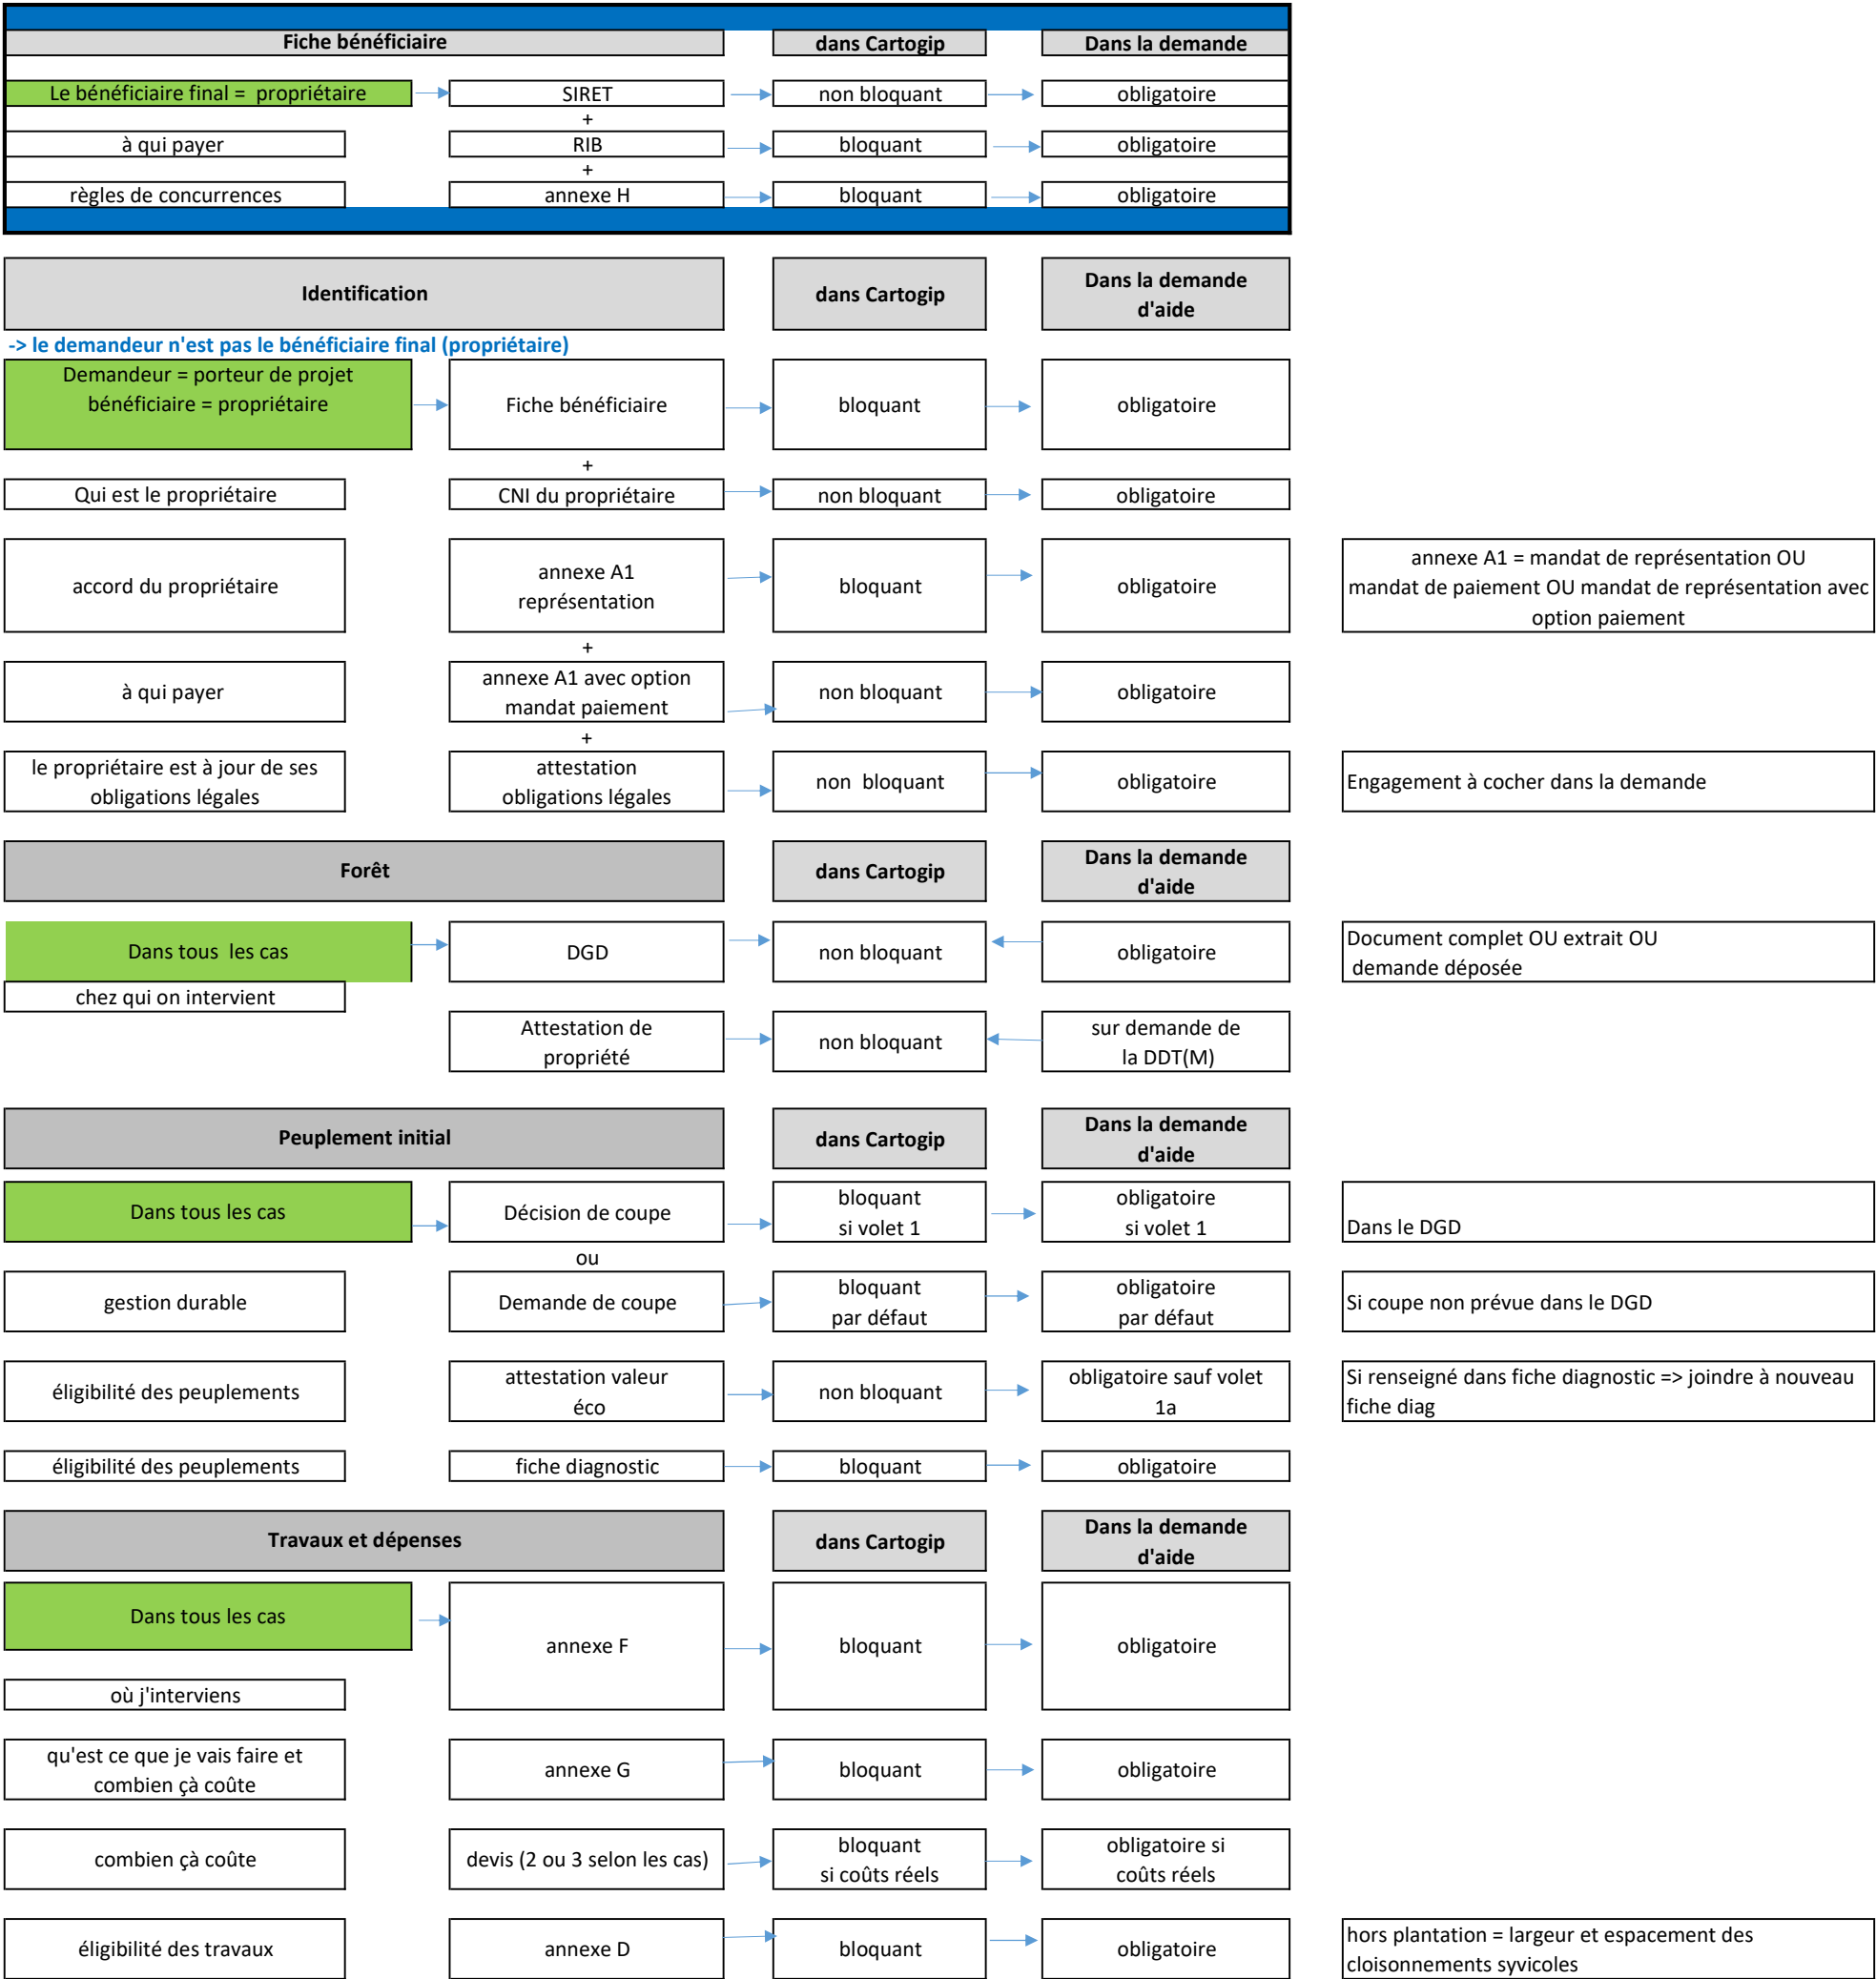 Fiche bénéficiaire
dans Cartogip
Dans la demande
Le bénéficiaire final =  propriétaire
SIRET
non bloquant
obligatoire
+
à qui payer
RIB
bloquant
obligatoire
+
règles de concurrences
annexe H
bloquant
obligatoire
Identification
dans Cartogip
Dans la demande
d'aide
-> le demandeur n'est pas le bénéficiaire final (propriétaire)
Demandeur = porteur de projet
bénéficiaire = propriétaire
Fiche bénéficiaire
bloquant
obligatoire
+
Qui est le propriétaire
CNI du propriétaire
non bloquant
obligatoire
accord du propriétaire
annexe A1
représentation
bloquant
obligatoire
annexe A1 = mandat de représentation OU
mandat de paiement OU mandat de représentation avec
option paiement
+
à qui payer
annexe A1 avec option
mandat paiement
non bloquant
obligatoire
+
le propriétaire est à jour de ses
obligations légales
attestation
obligations légales
non  bloquant
obligatoire
Engagement à cocher dans la demande
Forêt
dans Cartogip
Dans la demande
d'aide
Dans tous  les cas
DGD
non bloquant
obligatoire
Document complet OU extrait OU
demande déposée
chez qui on intervient
Attestation de
propriété
non bloquant
sur demande de
la DDT(M)
Peuplement initial
dans Cartogip
Dans la demande
d'aide
Dans tous les cas
Décision de coupe
bloquant
si volet 1
obligatoire
si volet 1
Dans le DGD
ou
gestion durable
Demande de coupe
bloquant
par défaut
obligatoire
par défaut
Si coupe non prévue dans le DGD
éligibilité des peuplements
attestation valeur
éco
non bloquant
obligatoire sauf volet
1a
Si renseigné dans fiche diagnostic => joindre à nouveau
fiche diag
éligibilité des peuplements
fiche diagnostic
bloquant
obligatoire
Travaux et dépenses
dans Cartogip
Dans la demande
d'aide
Dans tous les cas
annexe F
bloquant
obligatoire
où j'interviens
qu'est ce que je vais faire et
combien çà coûte
annexe G
bloquant
obligatoire
combien çà coûte
devis (2 ou 3 selon les cas)
bloquant
si coûts réels
obligatoire si
coûts réels
éligibilité des travaux
annexe D
bloquant
obligatoire
hors plantation = largeur et espacement des
cloisonnements syvicoles